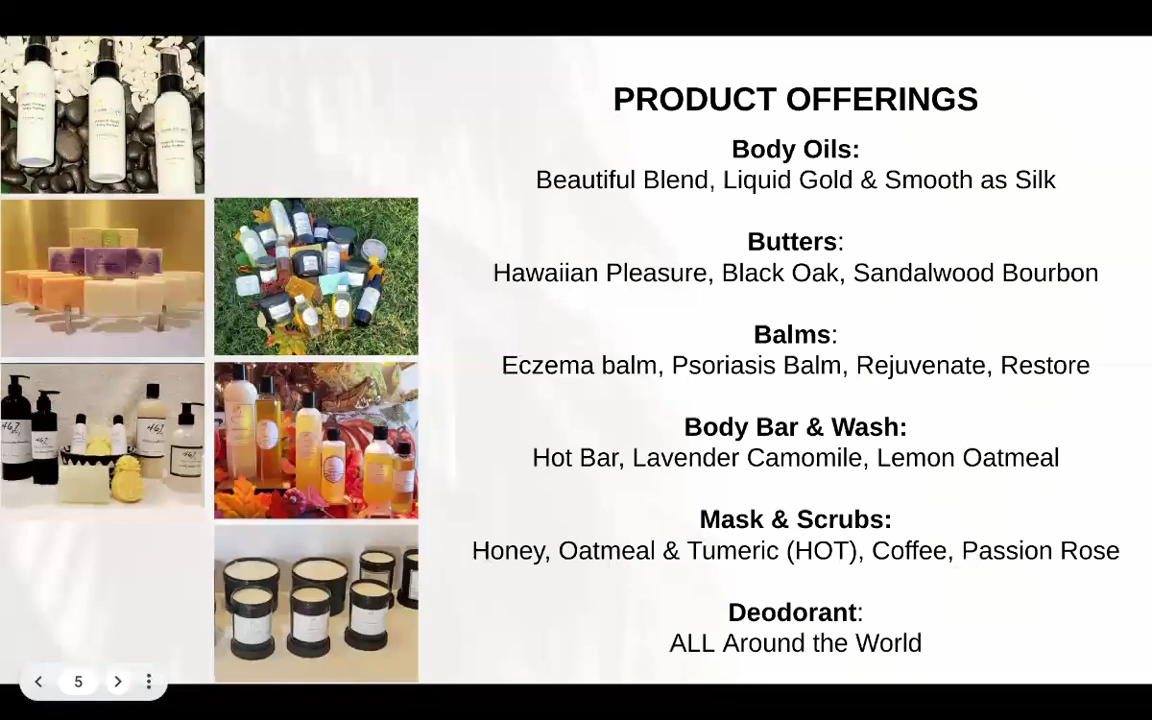 PRODUCT OFFERINGS
Body Oils:
Beautiful Blend, Liquid Gold & Smooth as Silk
Butters:
Hawaiian Pleasure, Black Oak, Sandalwood Bourbon
Balms:
Eczema balm, Psoriasis Balm, Rejuvenate, Restore
Body Bar & Wash:
Hot Bar, Lavender Camomile, Lemon Oatmeal
Mask & Scrubs:
Honey, Oatmeal & Tumeric (HOT), Coffee, Passion Rose
Deodorant:
ALL Around the World
5